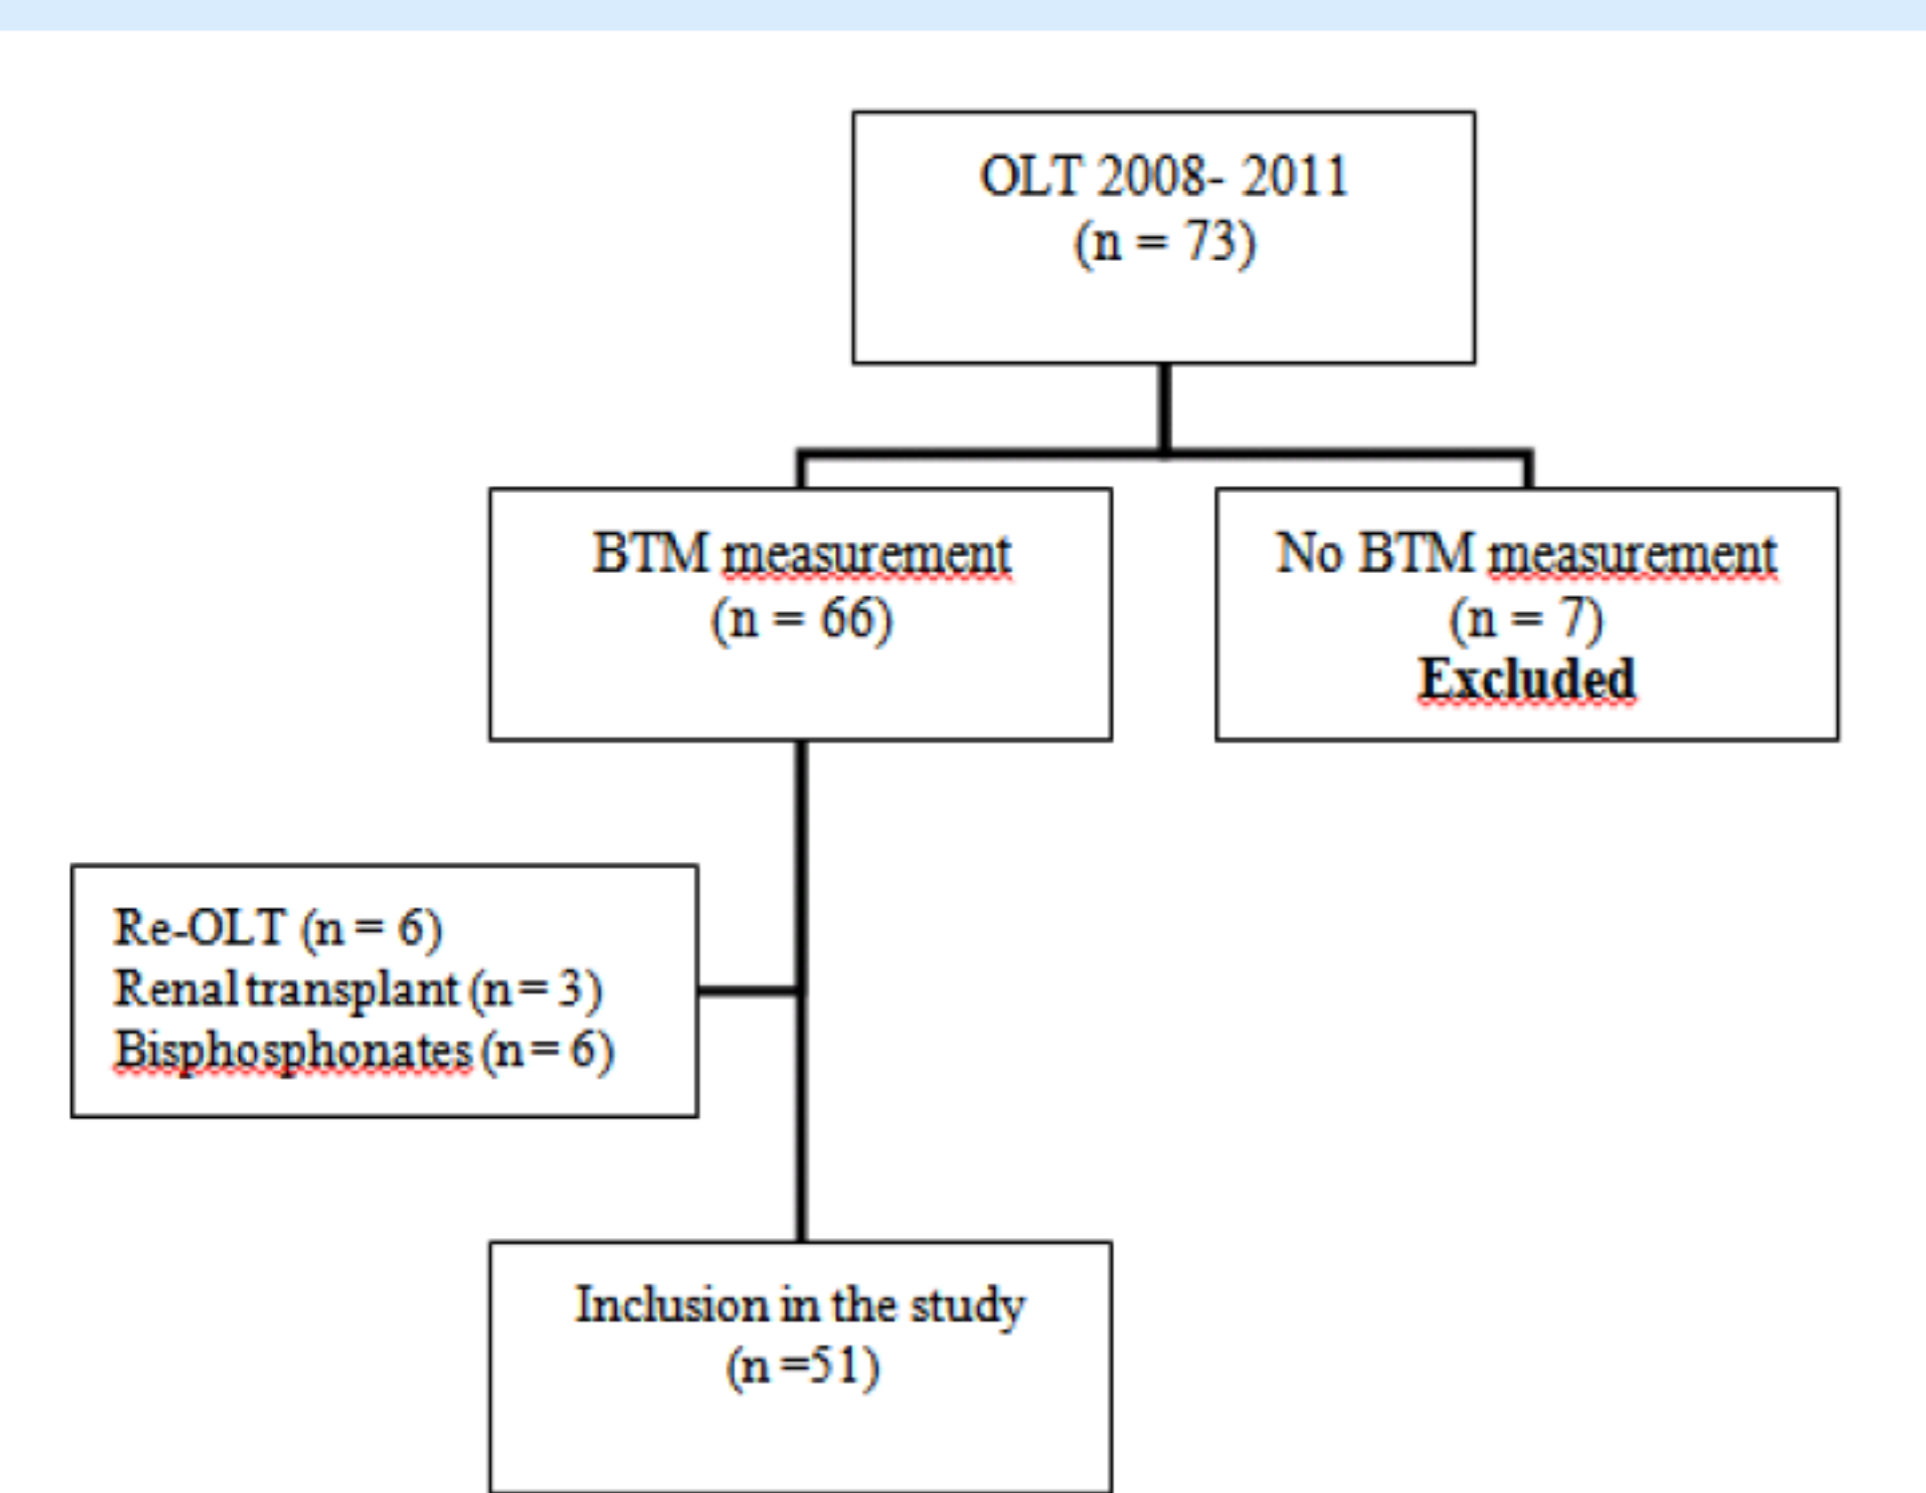 OLT 2008- 2011
(n = 73)
BTM measurement
(n = 66)
No BTM measurement
(n = 7)
Excluded
Re-OLT (n = 6)
Renal transplant (n = 3)
Bisphosphonates (n = 6)
Inclusion in the study
(n =51)